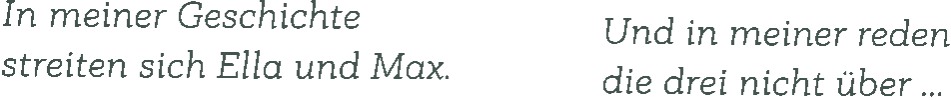 In meiner Geschichte
streiten sich Ella und Max.
Und in meiner reden
die drei nicht über ...